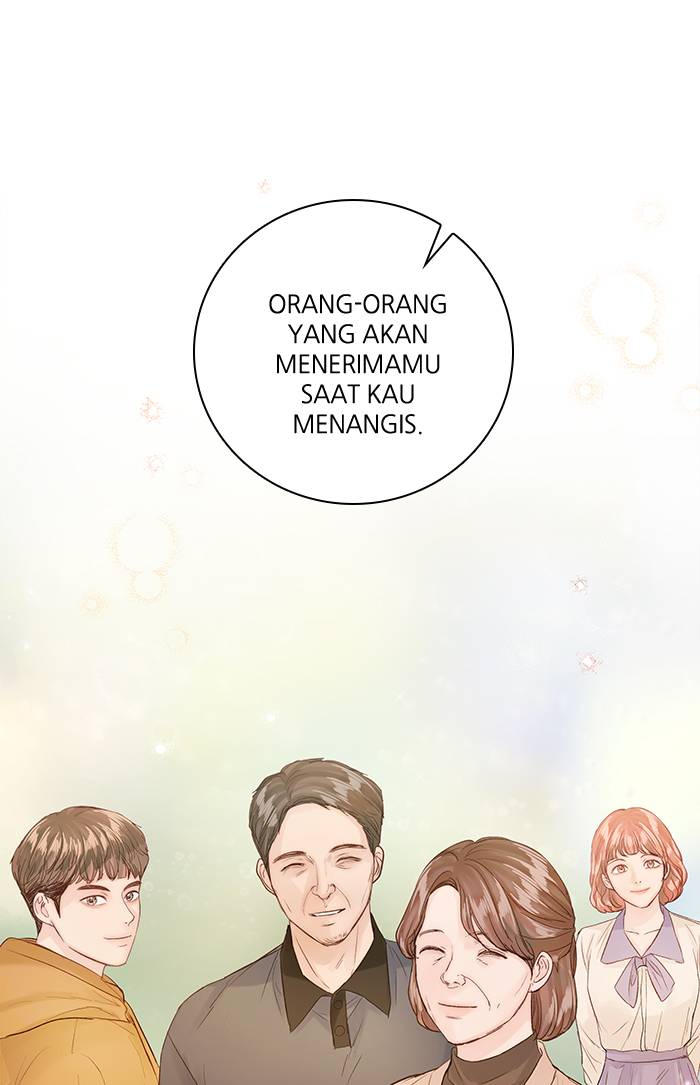 ORANG-ORANG
YANG AKAN
MENERIMAMU
SAAT KAU
MENANGIS.